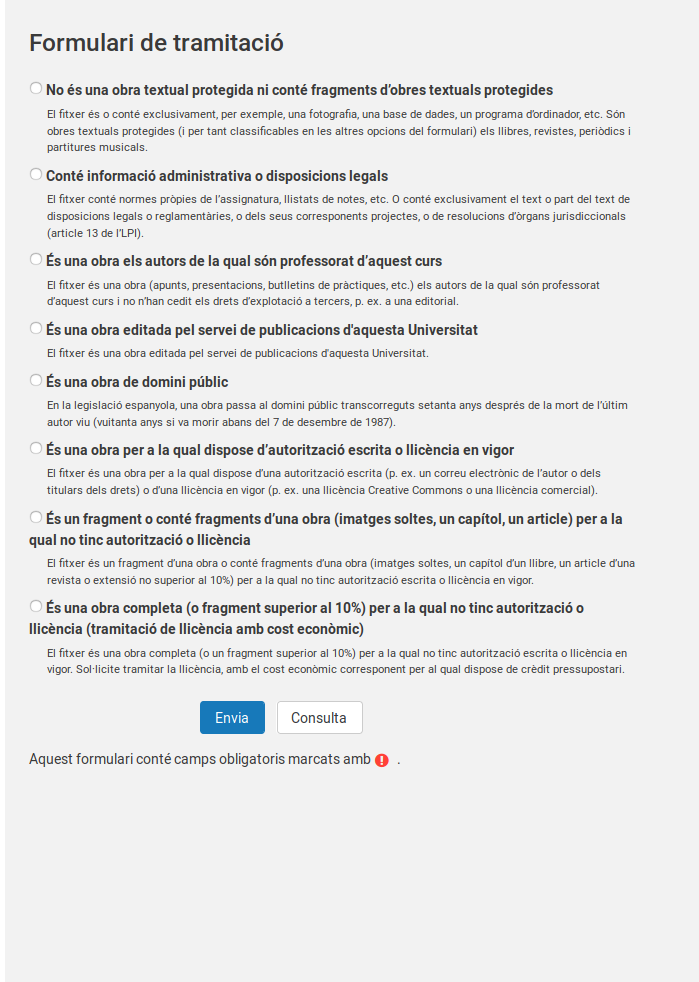 Formulari de tramitació
No és una obra textual protegida ni conté fragments d’obres textuals protegides
El fitxer és o conté exclusivament, per exemple, una fotografia, una base de dades, un programa d'ordinador, etc. Són
obres textuals protegides (i per tant classificables en les altres opcions del formulari) els llibres, revistes, periòdics i
partitures musicals.
Conté informació administrativa o disposicions legals
El fitxer conté normes pròpies de l’assignatura, llistats de notes, etc. O conté exclusivament el text o part del text de
disposicions legals o reglamentàries, o dels seus corresponents projectes, o de resolucions d’òrgans jurisdiccionals
(article 13 de l’LPI).
És una obra els autors de la qual són professorat d’aquest curs
El fitxer és una obra (apunts, presentacions, butlletins de pràctiques, etc.) els autors de la qual són professorat
d’aquest curs i no n’han cedit els drets d’explotació a tercers, p. ex. a una editorial.
És una obra editada pel servei de publicacions d'aquesta Universitat
El fitxer és una obra editada pel servei de publicacions d'aquesta Universitat.
És una obra de domini públic
En la legislació espanyola, una obra passa al domini públic transcorreguts setanta anys després de la mort de l’últim
autor viu (vuitanta anys si va morir abans del 7 de desembre de 1987).
És una obra per a la qual dispose d’autorització escrita o llicència en vigor
El fitxer és una obra per a la qual dispose d’una autorització escrita (p. ex. un correu electrònic de l’autor o dels
titulars dels drets) o d’una llicència en vigor (p. ex. una llicència Creative Commons o una llicència comercial).
És un fragment o conté fragments d’una obra (imatges soltes, un capítol, un article) per a la
qual no tinc autorització o llicència
El fitxer és un fragment d’una obra o conté fragments d’una obra (imatges soltes, un capítol d’un llibre, un article d’una
revista o extensió no superior al 10%) per a la qual no tinc autorització escrita o llicència en vigor.
És una obra completa (o fragment superior al 10%) per a la qual no tinc autorització o
llicència (tramitació de llicència amb cost econòmic)
El fitxer és una obra completa (o un fragment superior al 10%) per a la qual no tinc autorització escrita o llicència en
vigor. Sol·licite tramitar la llicència, amb el cost econòmic corresponent per al qual dispose de crèdit pressupostari.
Envia Consulta
Aquest formulari conté camps obligatoris marcats amb .